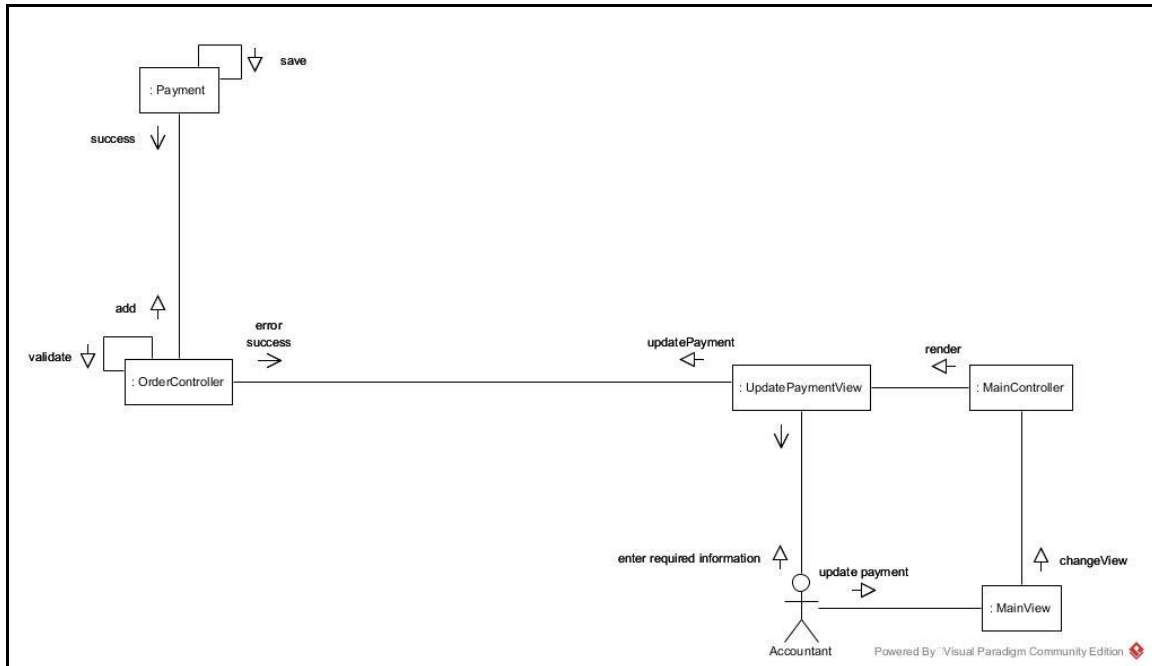 save
: Payment
success
add
error
success
validate
: OrderController
updatePayment
render
: UpdatePaymentView
: MainController
enter required information
update payment
changeView
: MainView
Accountant
Powered By Visual Paradigm Community Edition